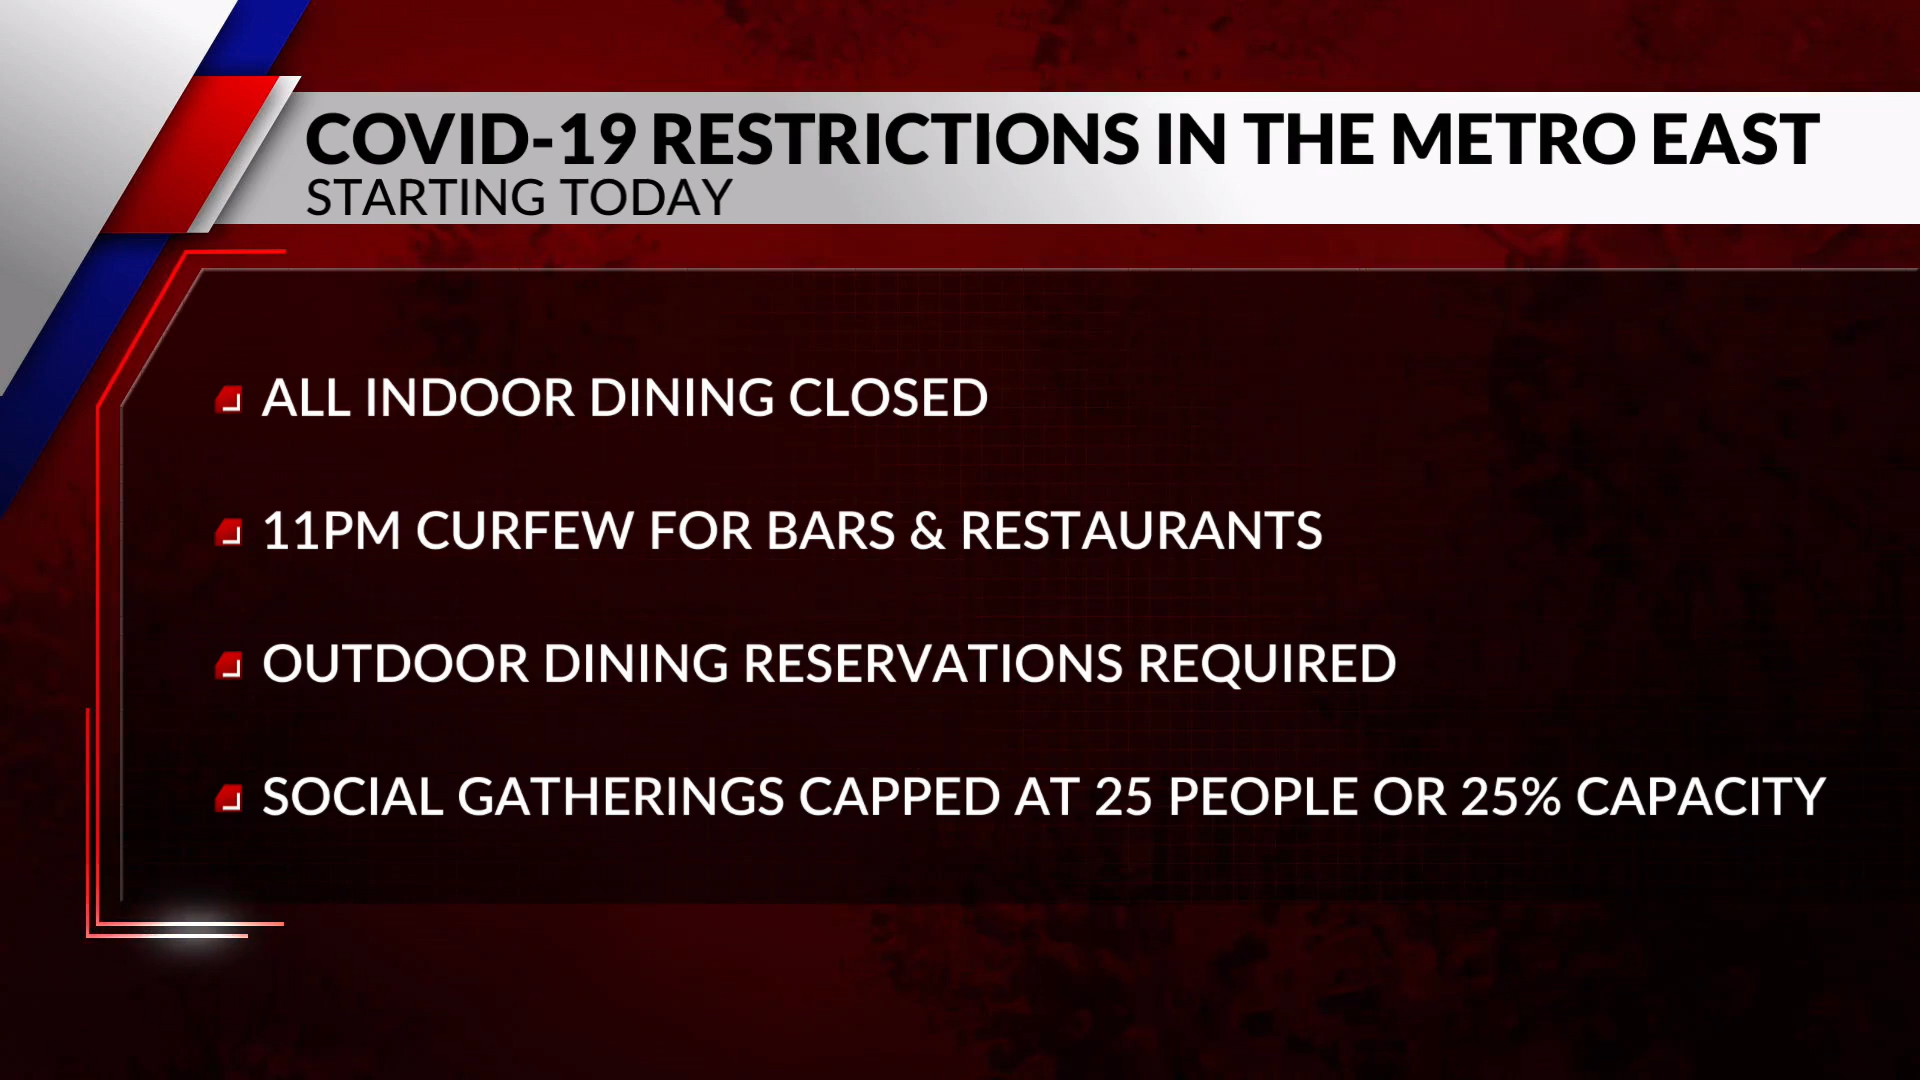 COVID-19 RESTRICTIONS IN THE METRO EAST
STARTING TODAY
ALL INDOOR DINING CLOSED
11PM CURFEW FOR BARS & RESTAURANTS
OUTDOOR DINING RESERVATIONS REQUIRED
SOCIAL GATHERINGS CAPPED AT 25 PEOPLE OR 25% CAPACITY